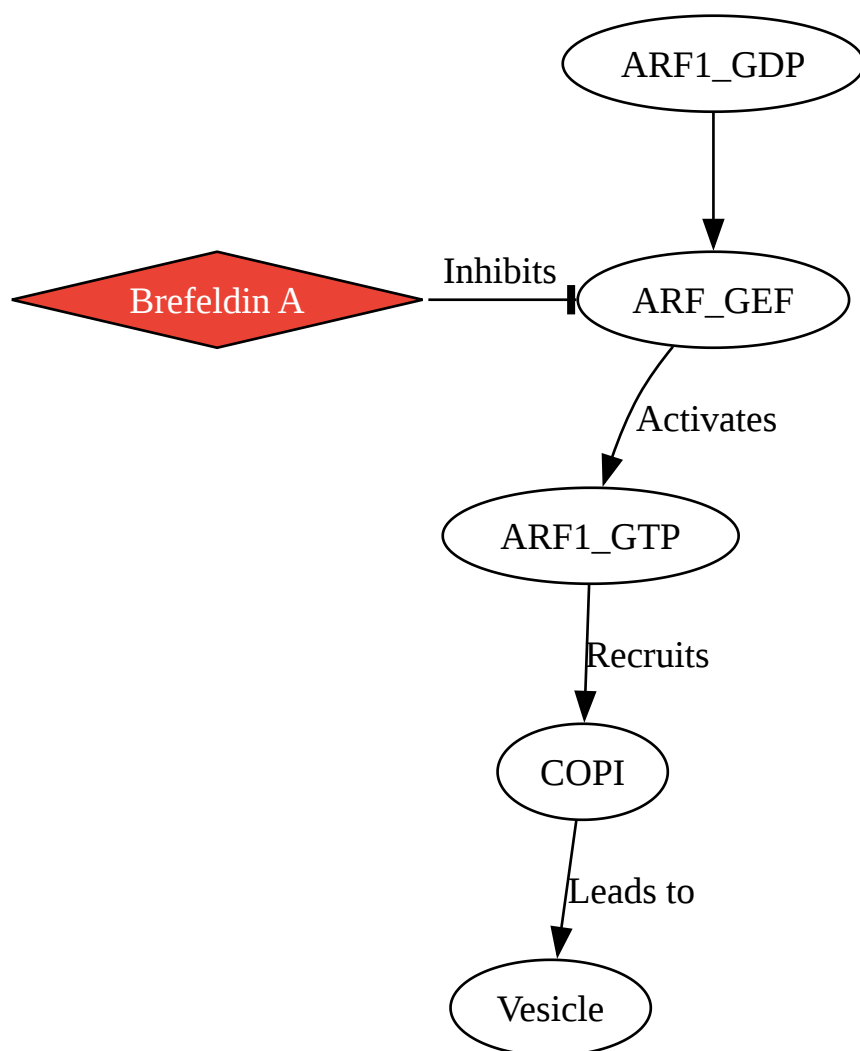 ARF1_GDP
Inhibits
Brefeldin A
ARF_GEF
Activates
ARF1_GTP
Recruits
COPI
Leads to
Vesicle